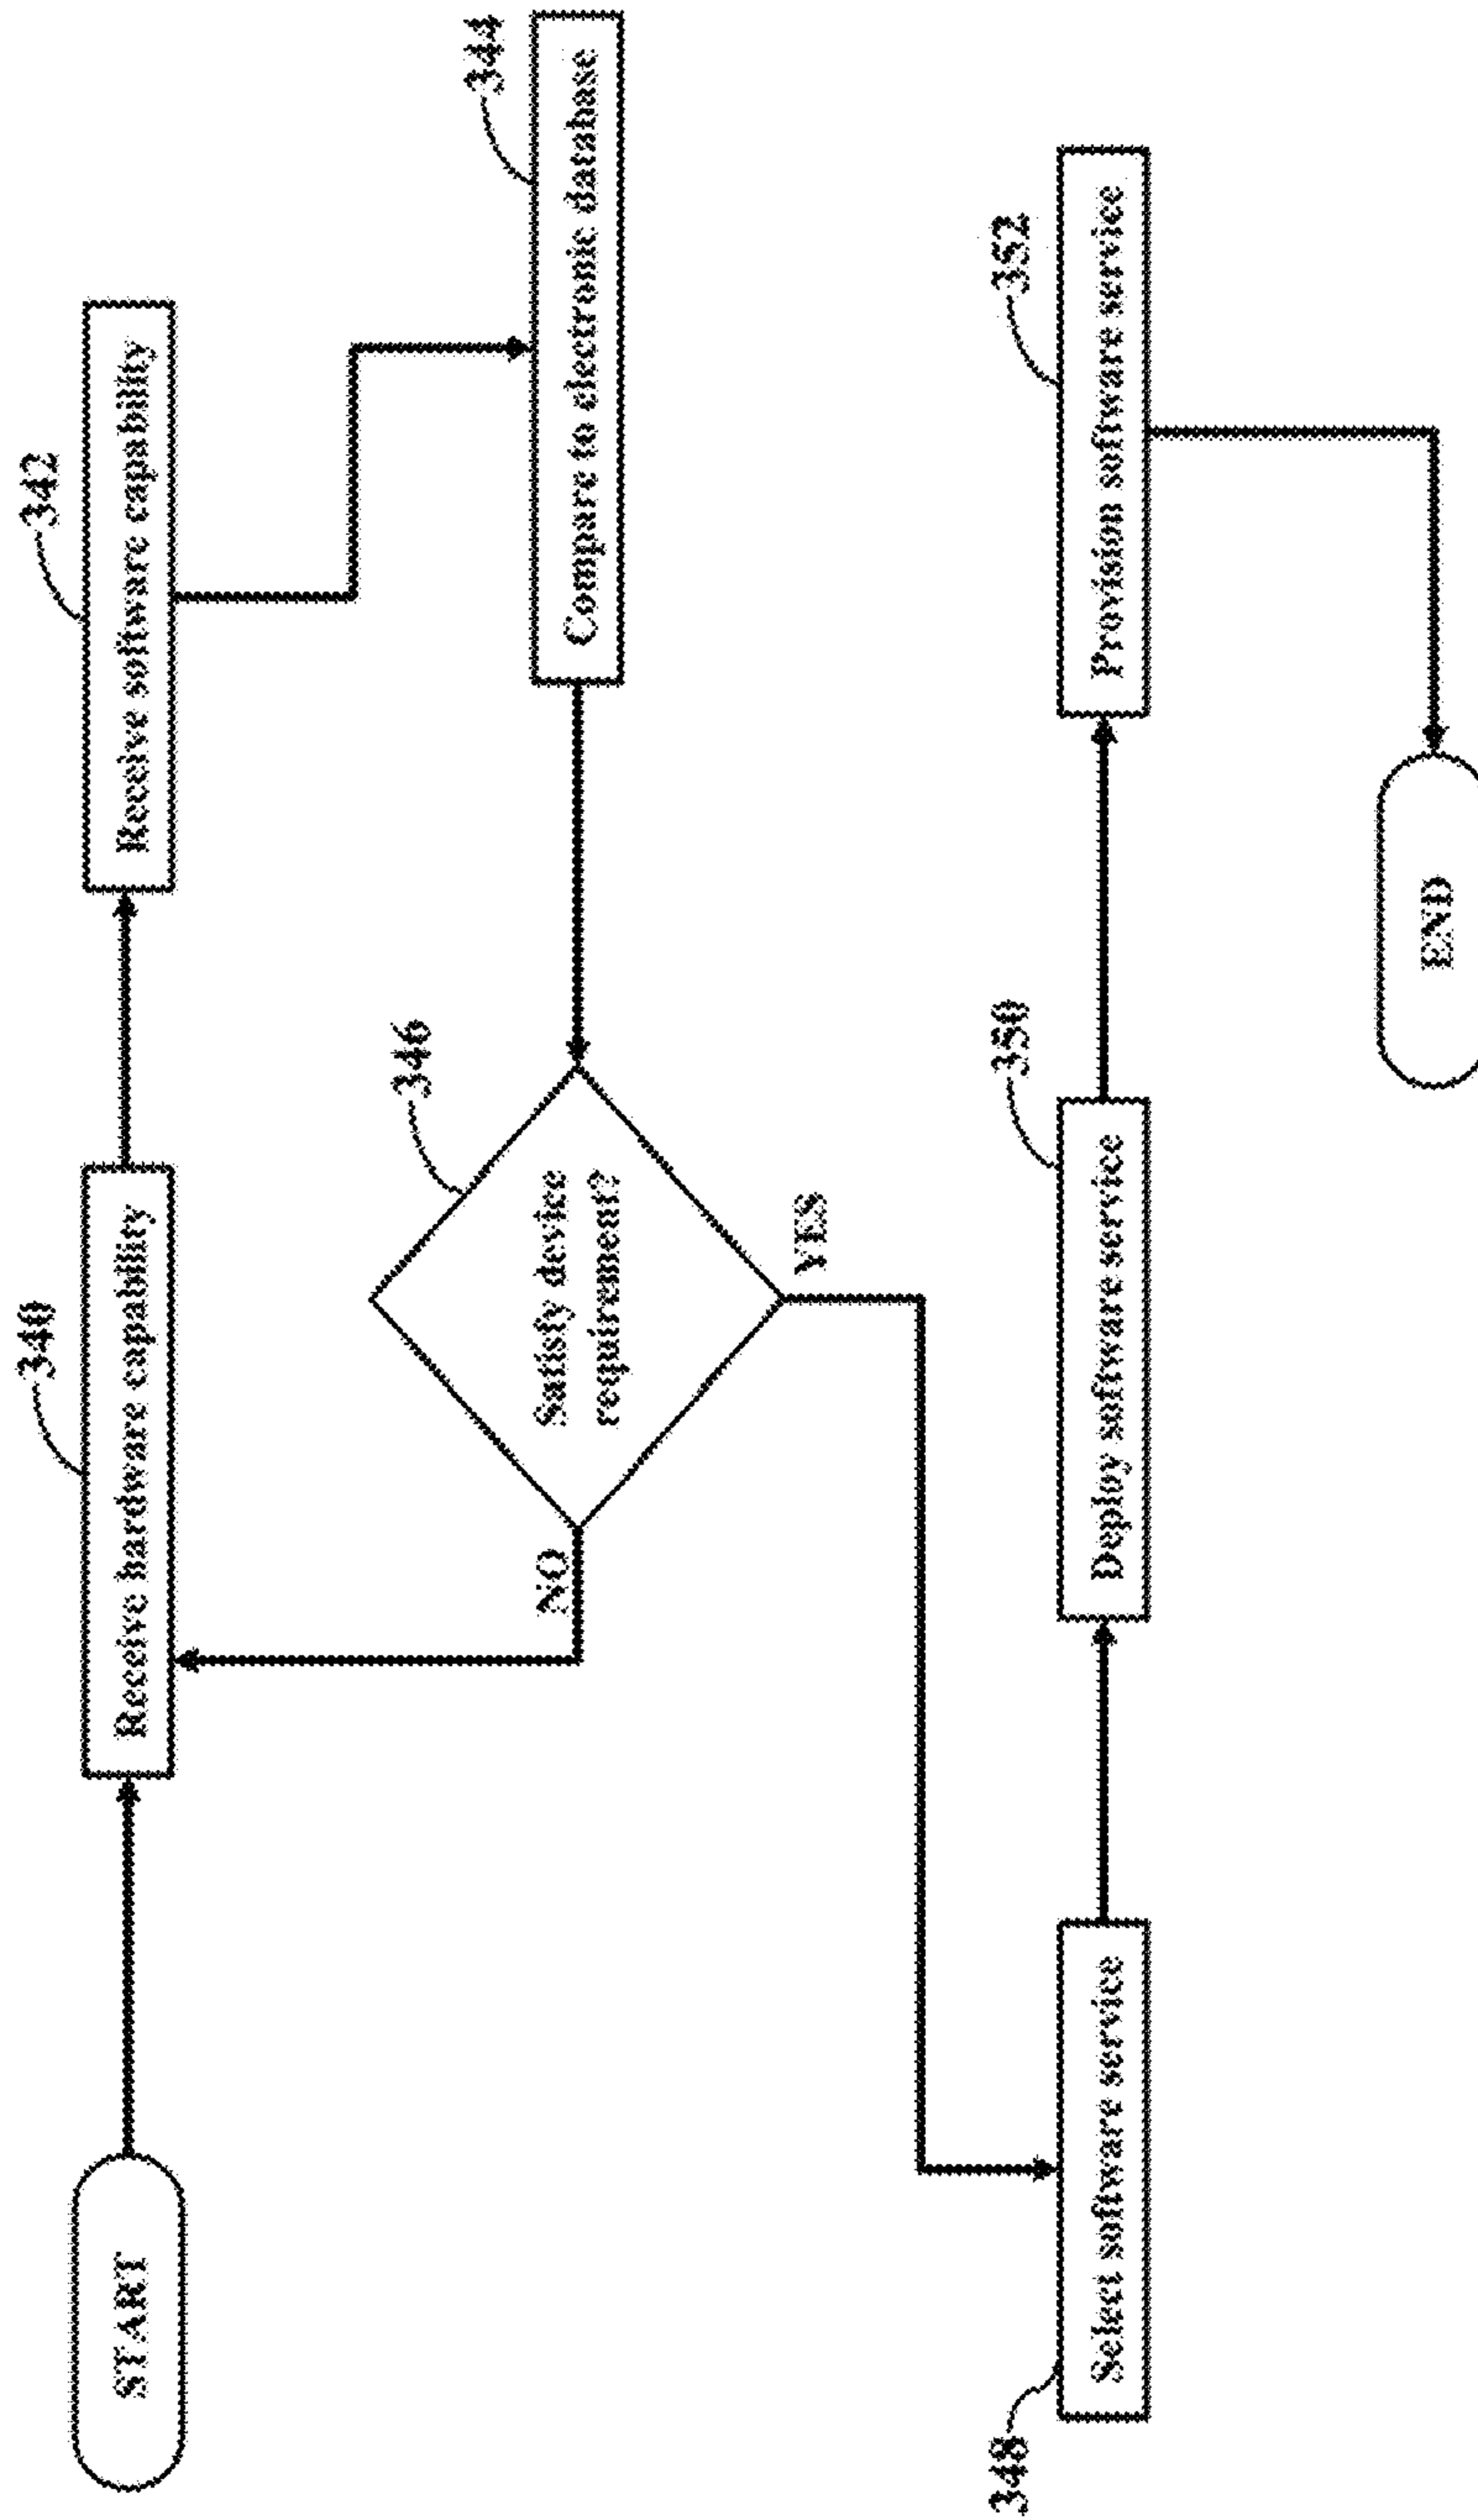 START
340
Receive hardware capability
342
Receive software capability
344
Compare to electronic database
346
Satisfy device
requirement?
NO
YES
348
Select software service
350
Deploy software service
352
Provision software service
END